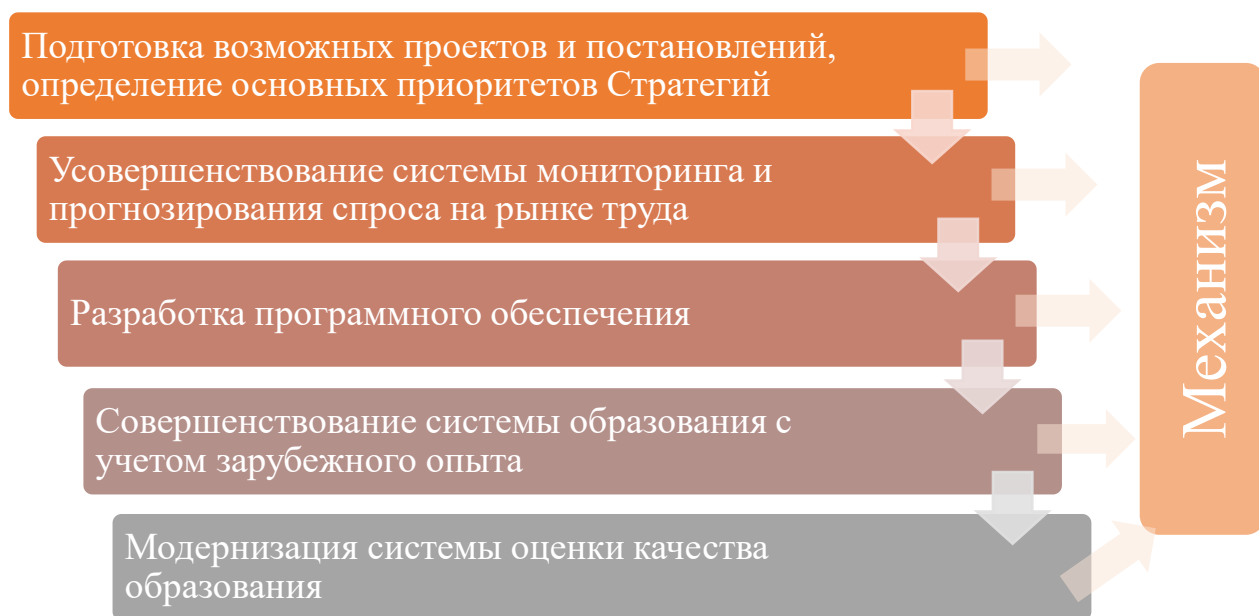 Подготовка возможных проектов и постановлений,
определение основных приоритетов Стратегий
Усовершенствование системы мониторинга и
прогнозирования спроса на рынке труда
Разработка программного обеспечения
Совершенствование системы образования с
учетом зарубежного опыта
Модернизация системы оценки качества
образования
Механизм